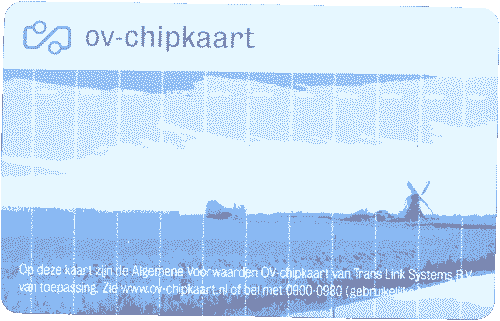 ov-chipkaart
Op deze kaart zijn de Algemene Voorwaarden OV-chipkaart van Trans Link Systems B.V.
van toepassing. Zie www.ov-chipkaart.nl of bel met 0900-0980 (gebruikelijke